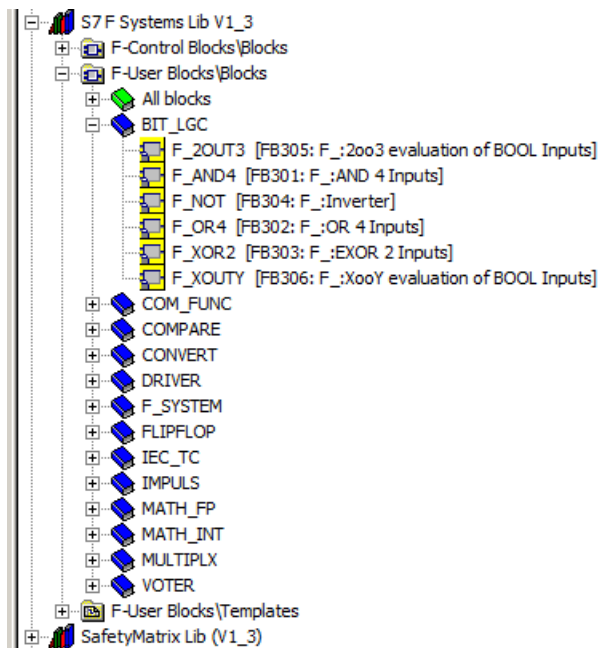 S7 F Systems Lib V1_3
F-Control Blocks\Blocks
F-User Blocks\Blocks
All blocks
BIT_LGC
F_2OUT3 [FB305: F_:2oo3 evaluation of BOOL Inputs]
F_AND4 [FB301: F_:AND 4 Inputs]
F_NOT [FB304: F_:Inverter]
F_OR4 [FB302: F_:OR 4 Inputs]
F_XOR2 [FB303: F_:EXOR 2 Inputs]
F_XOUTY [FB306: F_:XooY evaluation of BOOL Inputs]
COM_FUNC
COMPARE
CONVERT
DRIVER
F_SYSTEM
FLIPFLOP
IEC_TC
IMPULS
MATH_FP
MATH_INT
MULTIPLX
VOTER
F-User Blocks\Templates
SafetyMatrix Lib (V1_3)